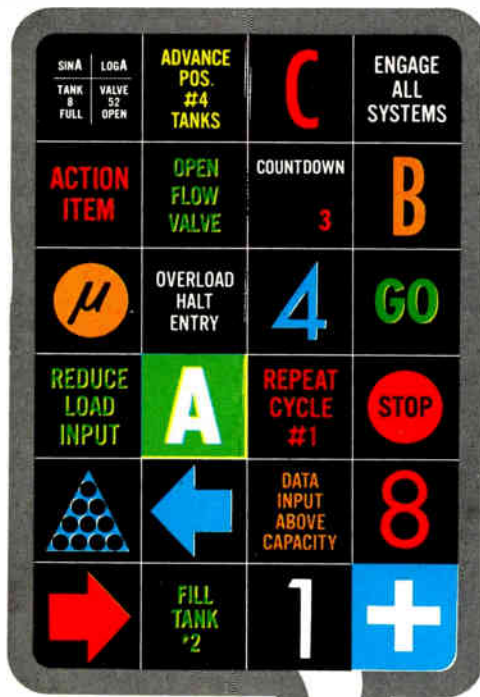 SIN A LOG A
TANK
8
FULL
VALVE
52
OPEN
ADVANCE
POS.
#4
TANKS
C
ENGAGE
ALL
SYSTEMS
ACTION
ITEM
OPEN
FLOW
VALVE
COUNTDOWN
3
B
μ
OVERLOAD
HALT
ENTRY
4
GO
REDUCE
LOAD
INPUT
A
REPEAT
CYCLE
#1
STOP
DATA
INPUT
ABOVE
CAPACITY
8
FILL
TANK
*2
1
+